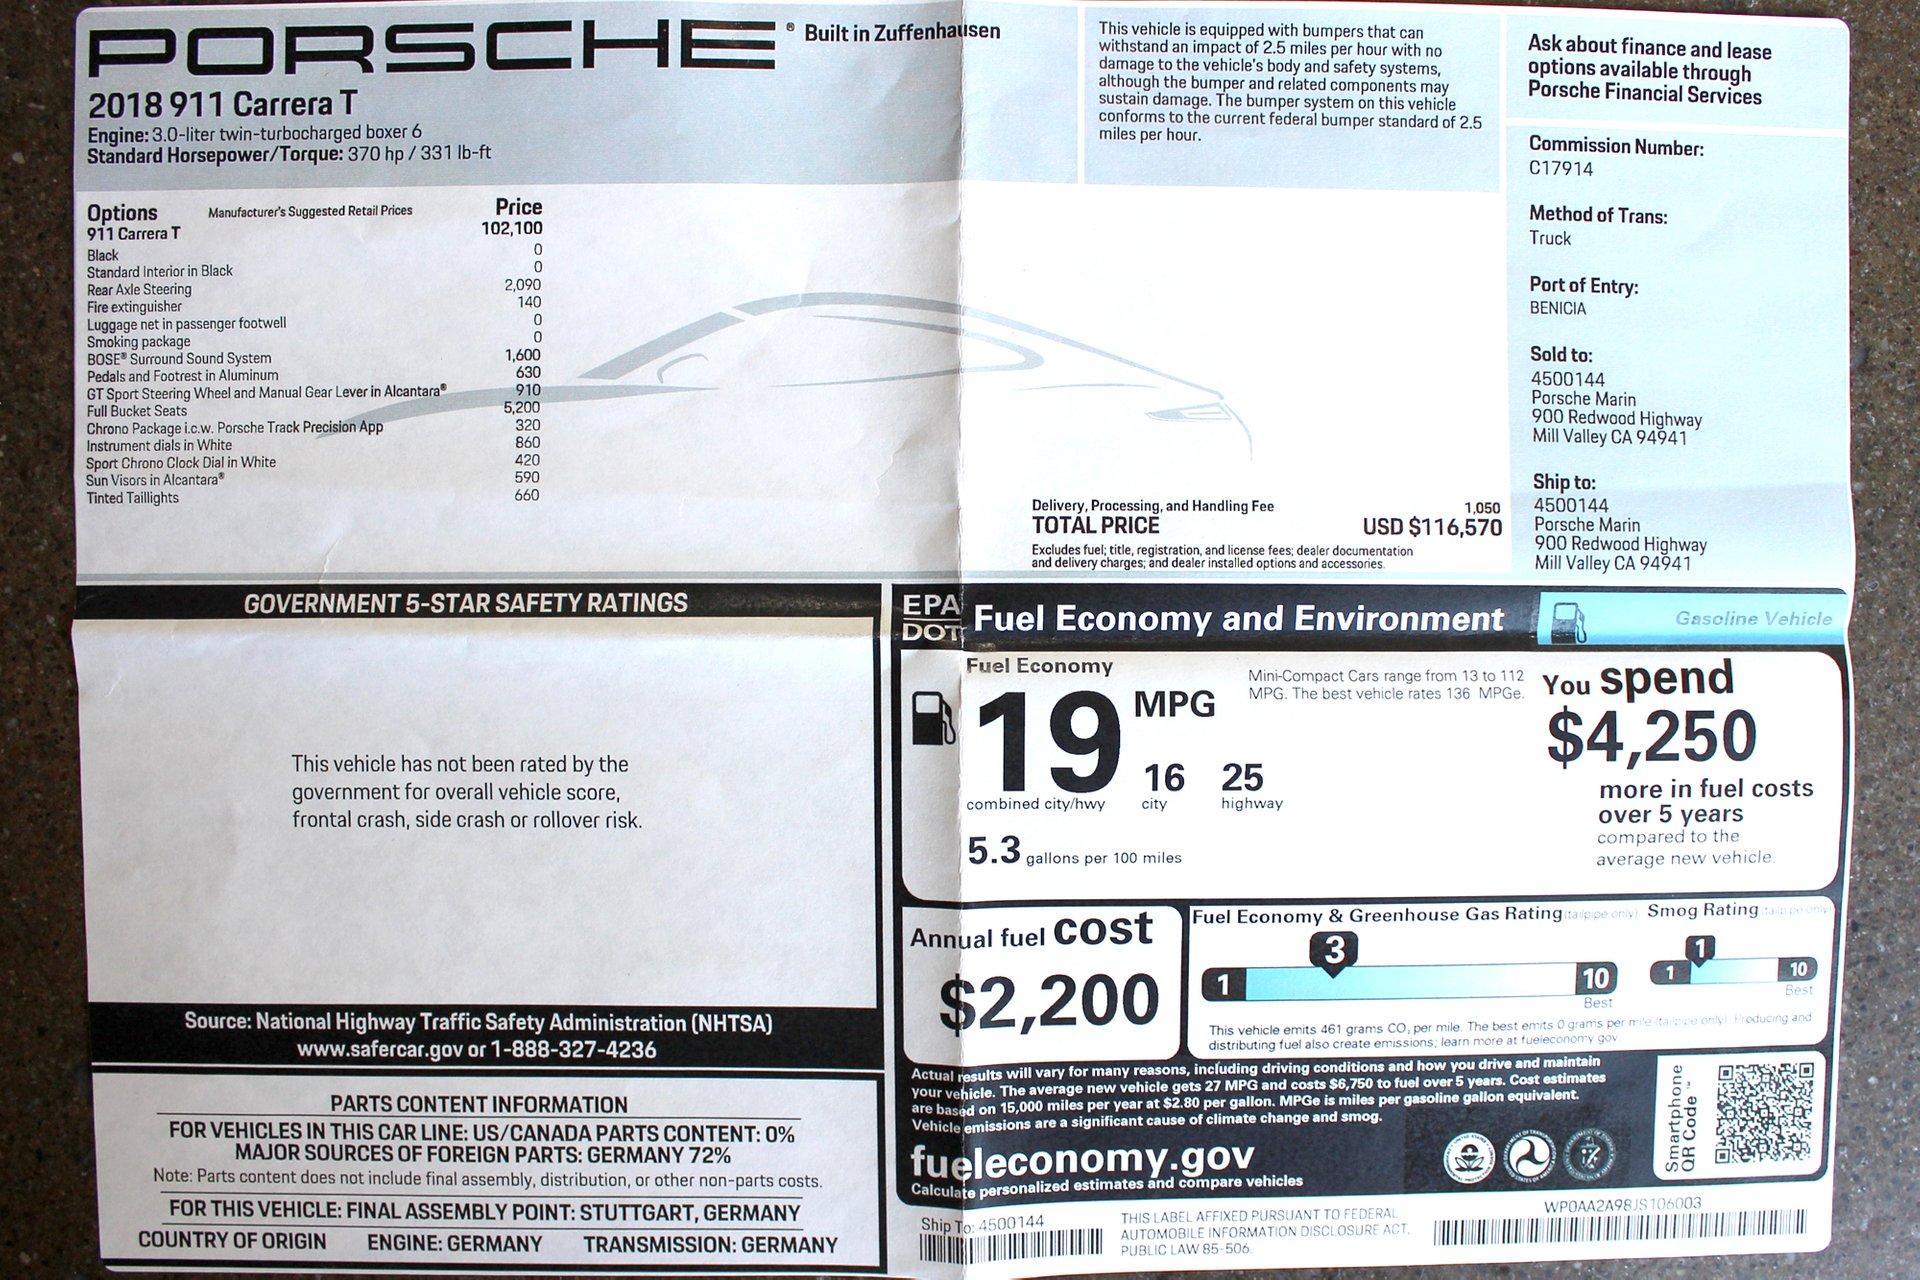 PORSCHE® Built in Zuffenhausen
2018 911 Carrera T
Engine: 3.0-liter twin-turbocharged boxer 6
Standard Horsepower/Torque: 370 hp / 331 lb-ft
This vehicle is equipped with bumpers that can
withstand an impact of 2.5 miles per hour with no
damage to the vehicle's body and safety systems,
although the bumper and related components may
sustain damage. The bumper system on this vehicle
conforms to the current federal bumper standard of 2.5
miles per hour.
Ask about finance and lease
options available through
Porsche Financial Services
Options Manufacturer's Suggested Retail Prices Price
911 Carrera T 102,100
Black 0
Standard Interior in Black 0
Rear Axle Steering 2,090
Fire extinguisher 140
Luggage net in passenger footwell 0
Smoking package 0
BOSE® Surround Sound System 1,600
Pedals and Footrest in Aluminum 630
GT Sport Steering Wheel and Manual Gear Lever in Alcantara® 910
Full Bucket Seats 5,200
Chrono Package i.c.w. Porsche Track Precision App 320
Instrument dials in White 860
Sport Chrono Clock Dial in White 420
Sun Visors in Alcantara® 590
Tinted Taillights 660
Delivery, Processing, and Handling Fee 1,050
TOTAL PRICE USD $116,570
Excludes fuel; title, registration, and license fees; dealer documentation
and delivery charges; and dealer installed options and accessories.
Commission Number:
C17914
Method of Trans:
Truck
Port of Entry:
BENICIA
Sold to:
4500144
Porsche Marin
900 Redwood Highway
Mill Valley CA 94941
Ship to:
4500144
Porsche Marin
900 Redwood Highway
Mill Valley CA 94941
GOVERNMENT 5-STAR SAFETY RATINGS
This vehicle has not been rated by the
government for overall vehicle score,
frontal crash, side crash or rollover risk.
Source: National Highway Traffic Safety Administration (NHTSA)
www.safercar.gov or 1-888-327-4236
PARTS CONTENT INFORMATION
FOR VEHICLES IN THIS CAR LINE: US/CANADA PARTS CONTENT: 0%
MAJOR SOURCES OF FOREIGN PARTS: GERMANY 72%
Note: Parts content does not include final assembly, distribution, or other non-parts costs.
FOR THIS VEHICLE: FINAL ASSEMBLY POINT: STUTTGART, GERMANY
COUNTRY OF ORIGIN ENGINE: GERMANY TRANSMISSION: GERMANY
EPA
DOT
Fuel Economy and Environment
Gasoline Vehicle
Fuel Economy
19 MPG
combined city/hwy
16
city
25
highway
5.3 gallons per 100 miles
Mini-Compact Cars range from 13 to 112
MPG. The best vehicle rates 136 MPGe.
You spend
$4,250
more in fuel costs
over 5 years
compared to the
average new vehicle.
Annual fuel cost
$2,200
Fuel Economy & Greenhouse Gas Rating (tailpipe only)
3
1 10
Best
Smog Rating (tailpipe only)
1
1 10
Best
This vehicle emits 461 grams CO₂ per mile. The best emits 0 grams per mile (tailpipe only). Producing and
distributing fuel also create emissions; learn more at fueleconomy.gov
Actual results will vary for many reasons, including driving conditions and how you drive and maintain
your vehicle. The average new vehicle gets 27 MPG and costs $6,750 to fuel over 5 years. Cost estimates
are based on 15,000 miles per year at $2.80 per gallon. MPGe is miles per gasoline gallon equivalent.
Vehicle emissions are a significant cause of climate change and smog.
fueleconomy.gov
Calculate personalized estimates and compare vehicles
Smartphone
QR Code™
Ship To: 4500144
THIS LABEL AFFIXED PURSUANT TO FEDERAL
AUTOMOBILE INFORMATION DISCLOSURE ACT,
PUBLIC LAW 85-506.
WP0AA2A98JS106003